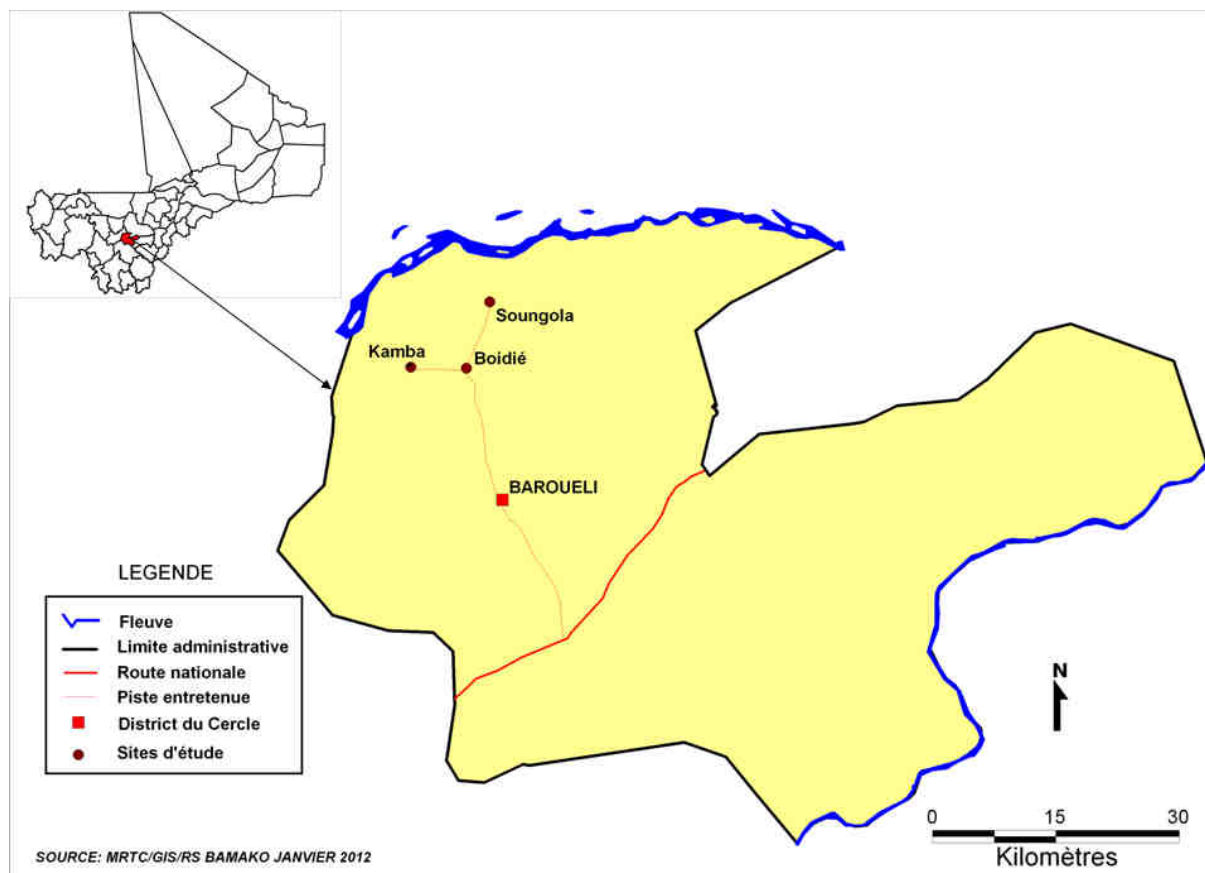 Soungola
Kamba
Boidié
BAROUELI
LEGENDE
Fleuve
Limite administrative
Route nationale
Piste entretenue
District du Cercle
Sites d'étude
N
0 15 30
Kilomètres
SOURCE: MRTC/GIS/RS BAMAKO JANVIER 2012